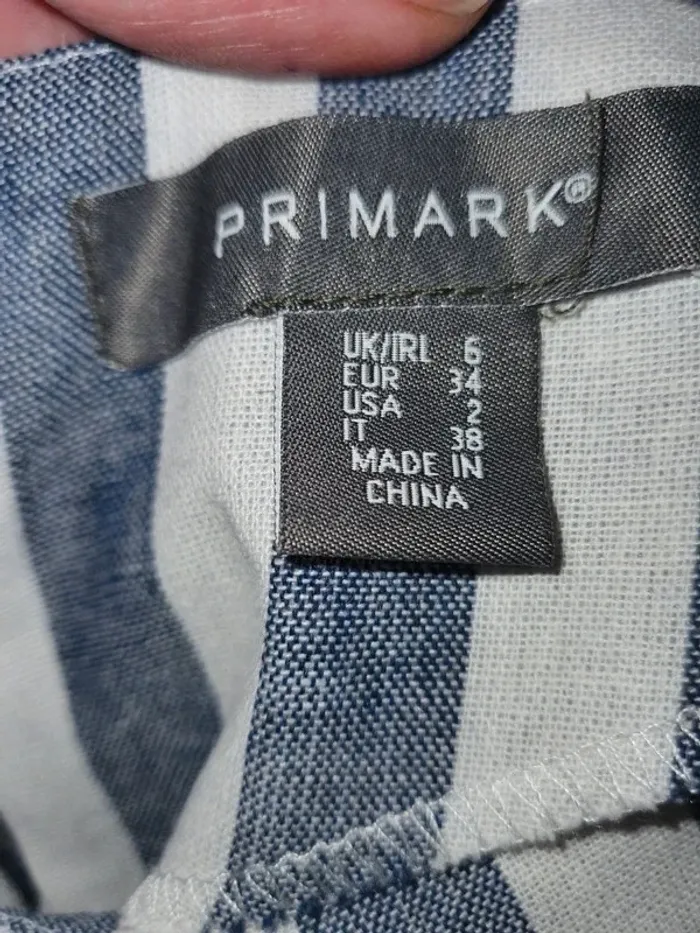 PRIMARK®
UK/IRL 6
EUR 34
USA 2
IT 38
MADE IN
CHINA